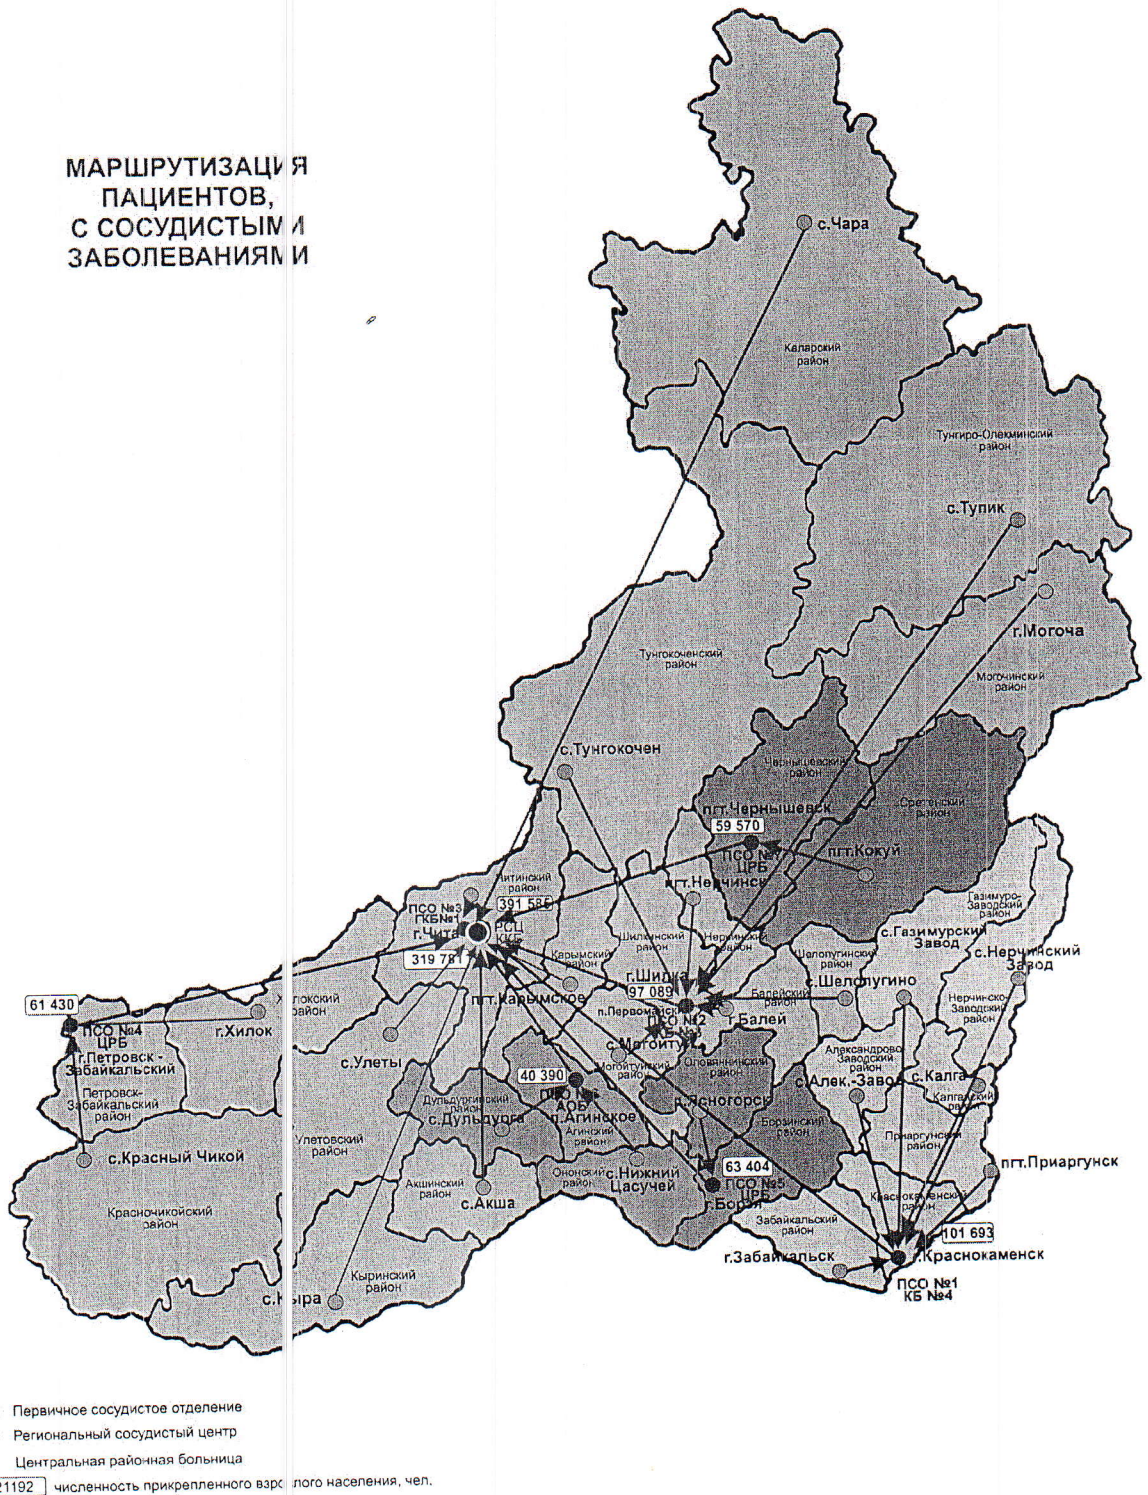 МАРШРУТИЗАЦИЯ
ПАЦИЕНТОВ,
С СОСУДИСТЫМИ
ЗАБОЛЕВАНИЯМИ
с.Чара
Каларский
район
Тунгиро-Олекминский
район
с.Тупик
г.Могоча
Могочинский
район
Тунгокоченский
район
с.Тунгокочен
Чернышевский
район
пгт.Чернышевск
59 570
ЦРБ
Сретенский
район
пгт.Кокуй
пгт.Нерчинск
Читинский
район
391 585
ПСО №3
ГКБ№1
г.Чита
РСЦ
ККБ
319 781
Шилкинский
район
Нерчинский
район
Карымский
район
пгт.Карымское
г.Шилка
97 089
п.Первомайский
ПСО №2
Балейский
район
г.Балей
Шелопугинский
район
с.Шелопугино
Газимуро-
Заводский
район
с.Газимурский
Завод
с.Нерчинский
Завод
Нерчинско-
Заводский
район
61 430
ПСО №4
ЦРБ
г.Петровск -
Забайкальский
Петровск-
Забайкальский
район
Хилокский
район
г.Хилок
с.Улеты
Улетовский
район
с.Красный Чикой
Красночикойский
район
с.Могойтуй
Могойтуйский
район
40 390
п.Агинское
Агинский
район
Дульдургинский
район
с.Дульдурга
Оловяннинский
район
п.Ясногорск
Борзинский
район
Александрово-
Заводский
район
с.Алек.-Завод
с.Калга
Калганский
район
Приаргунский
район
пгт.Приаргунск
Акшинский
район
с.Акша
Ононский
район
с.Нижний
Цасучей
63 404
ПСО №5
ЦРБ
г.Борзя
Забайкальский
район
г.Забайкальск
Краснокаменский
район
101 693
г.Краснокаменск
ПСО №1
КБ №4
Кыринский
район
с.Кыра
Первичное сосудистое отделение
Региональный сосудистый центр
Центральная районная больница
21192 численность прикрепленного взрослого населения, чел.